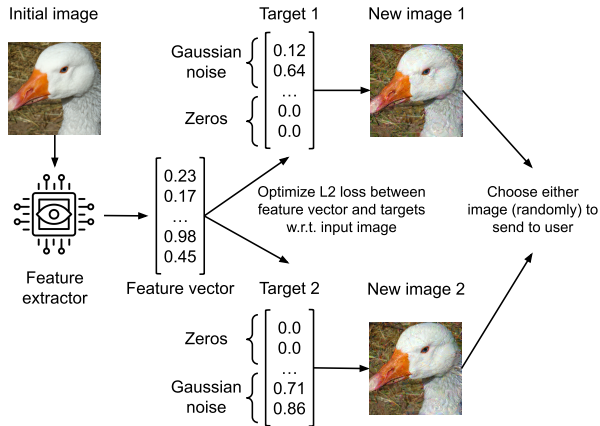 Initial image
Target 1
New image 1
Gaussian
noise
Zeros
0.12
0.64
...
0.0
0.0
0.23
0.17
...
0.98
0.45
Optimize L2 loss between
feature vector and targets
w.r.t. input image
Choose either
image (randomly) to
send to user
Feature
extractor
Feature vector
Target 2
New image 2
Zeros
Gaussian
noise
0.0
0.0
...
0.71
0.86